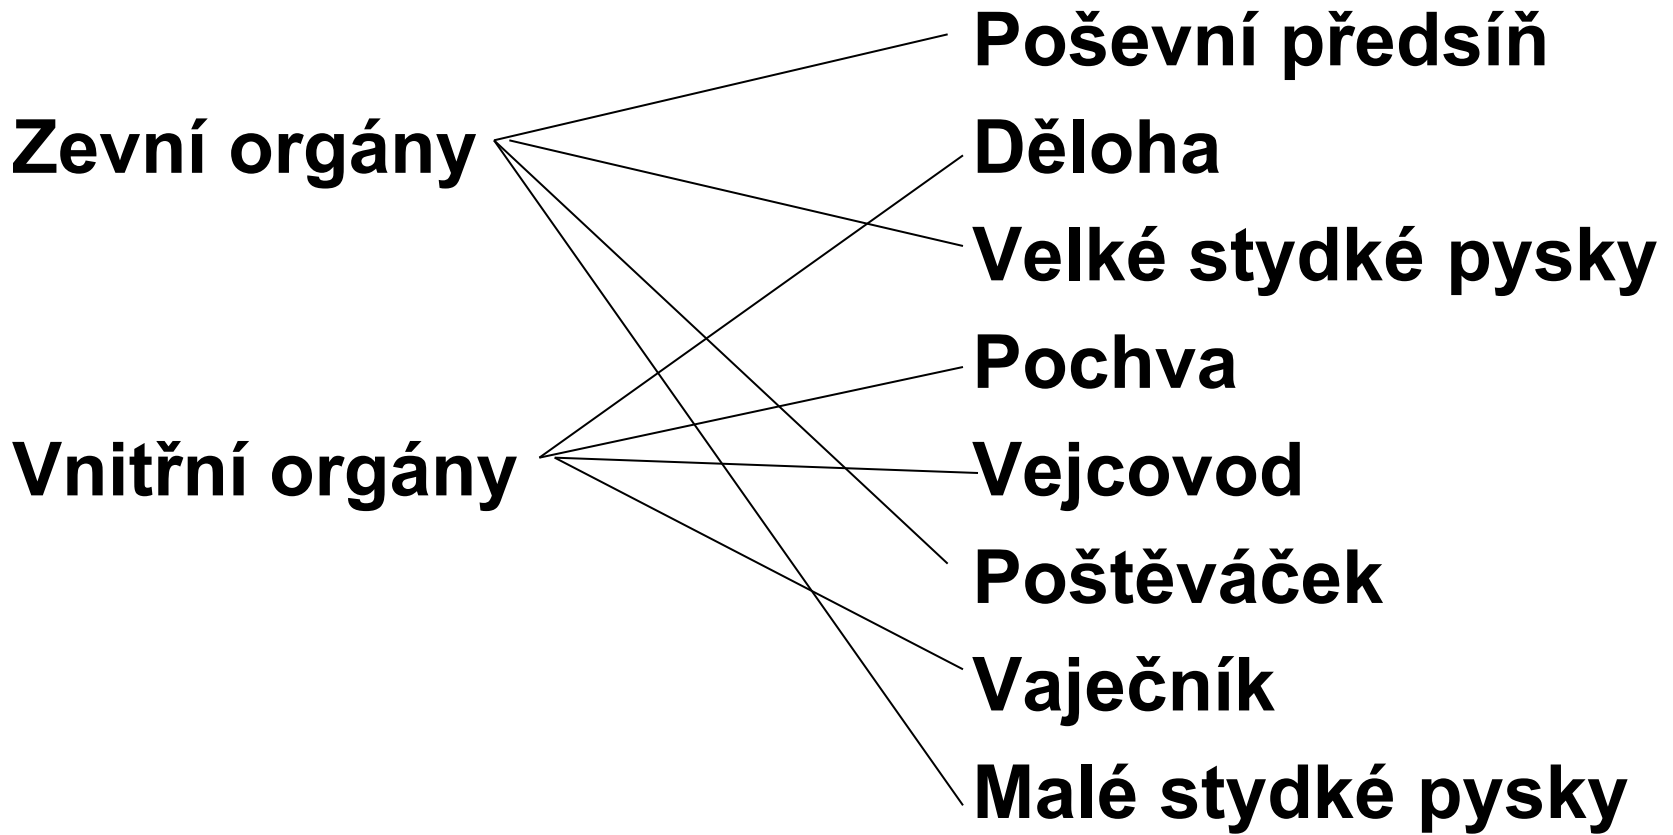 Poševní předsíň
Zevní orgány
Děloha
Velké stydké pysky
Pochva
Vnitřní orgány
Vejcovod
Poštěváček
Vaječník
Malé stydké pysky